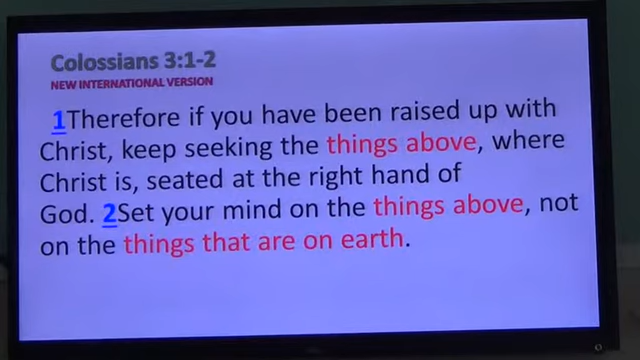 Colossians 3:1-2
NEW INTERNATIONAL VERSION
1Therefore if you have been raised up with
Christ, keep seeking the things above, where
Christ is, seated at the right hand of
God. 2Set your mind on the things above, not
on the things that are on earth.